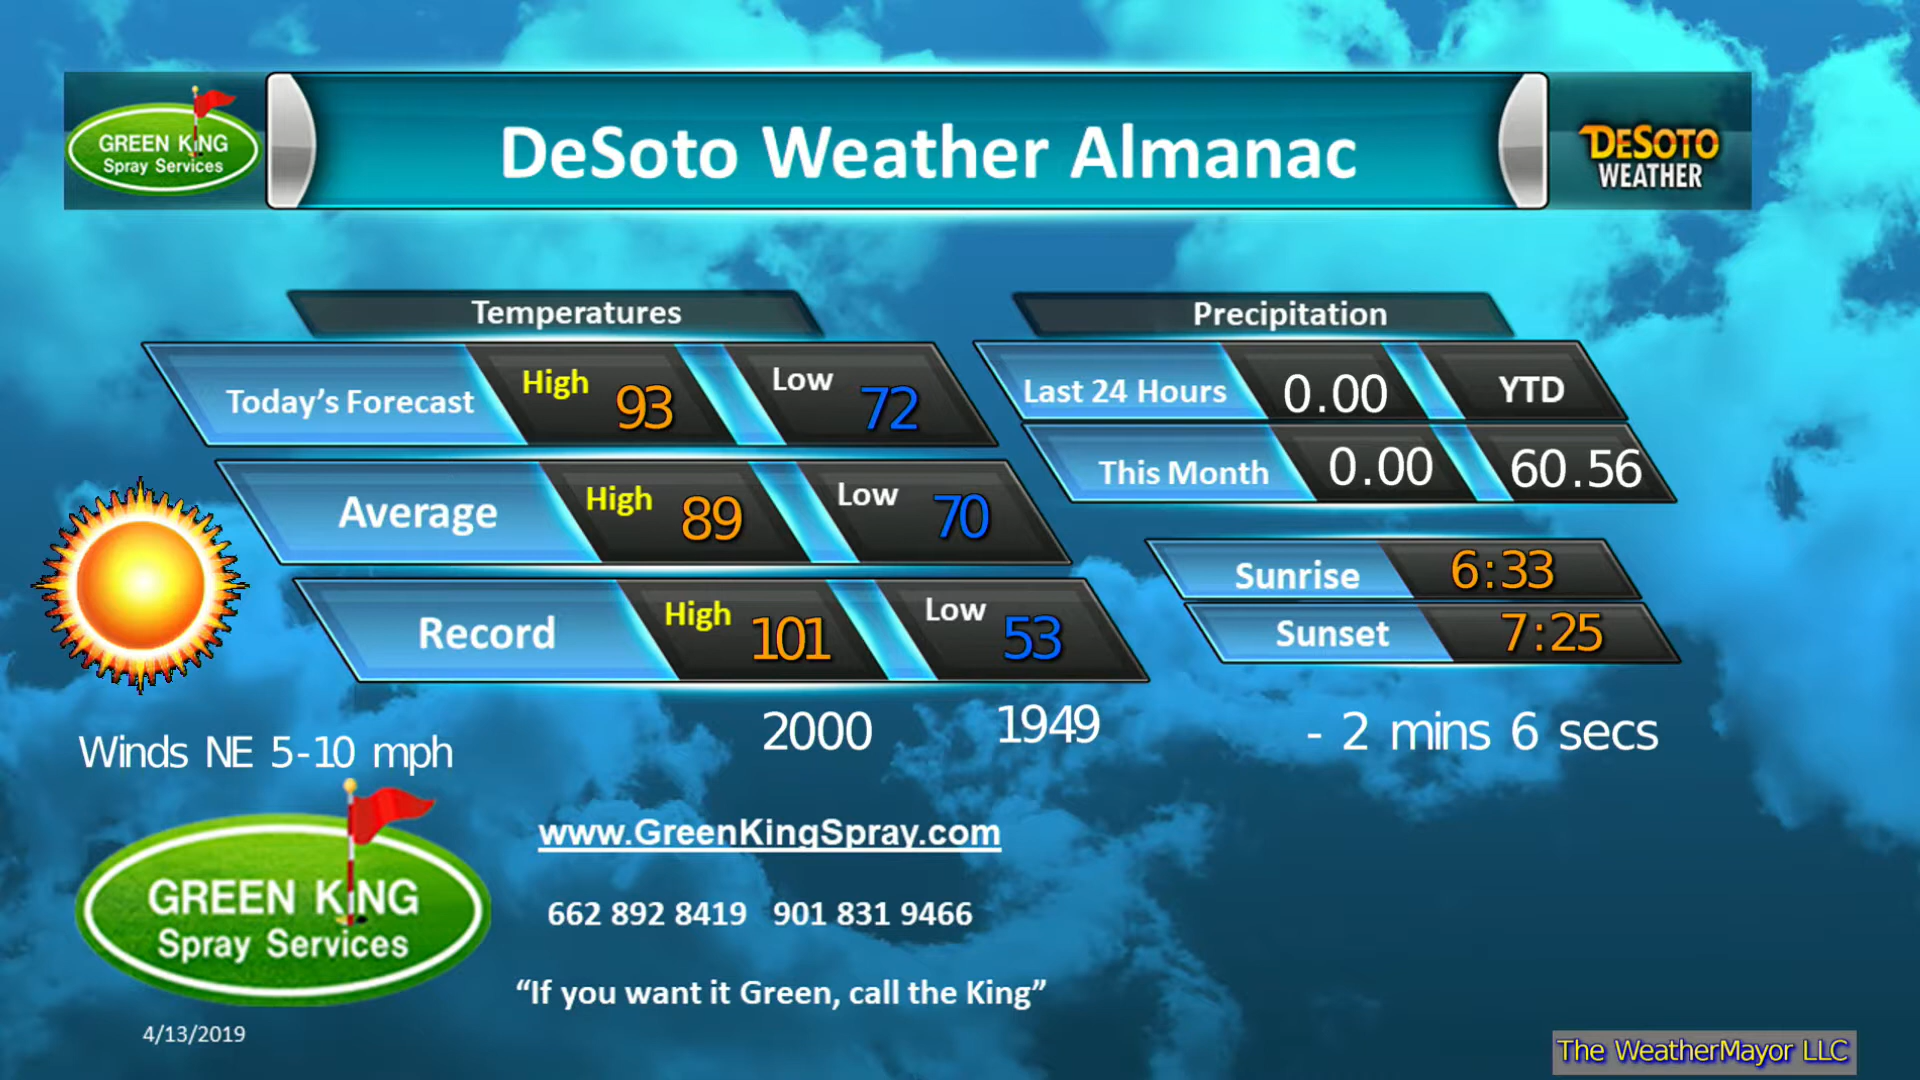 GREEN KING
Spray Services
DeSoto Weather Almanac
DESOTO
WEATHER
Temperatures
Today's Forecast High 93 Low 72
Average High 89 Low 70
Record High 101 Low 53
2000 1949
Precipitation
Last 24 Hours 0.00 YTD
This Month 0.00 60.56
Sunrise 6:33
Sunset 7:25
- 2 mins 6 secs
Winds NE 5-10 mph
GREEN KING
Spray Services
www.GreenKingSpray.com
662 892 8419 901 831 9466
“If you want it Green, call the King”
4/13/2019
The WeatherMayor LLC